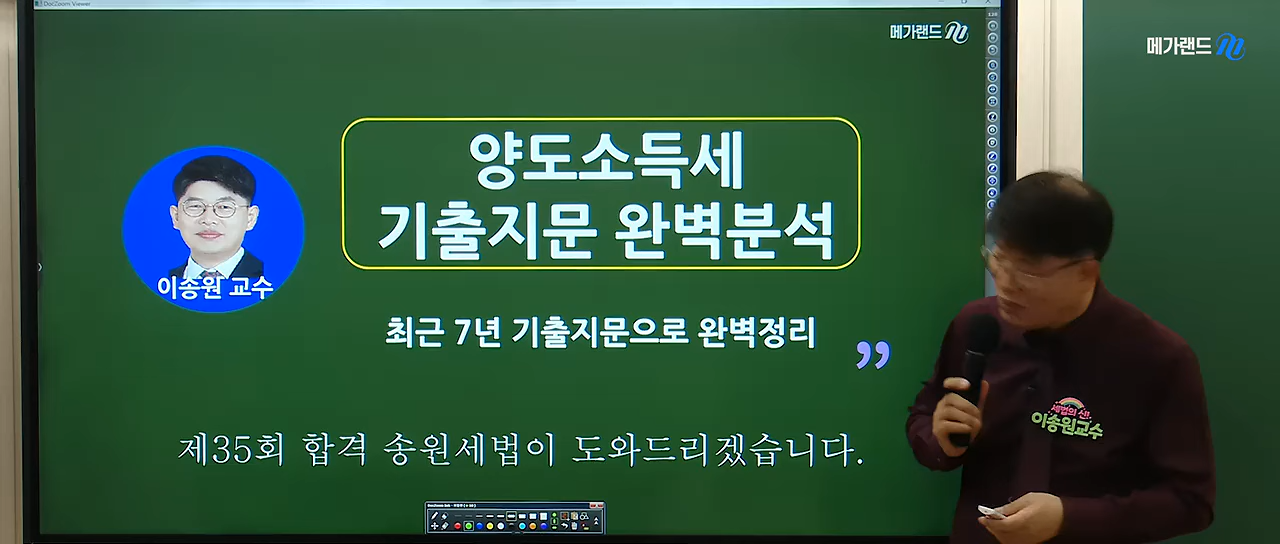 DocZoom Viewer
메가랜드
메가랜드
양도소득세
기출지문 완벽분석
이송원 교수
최근 7년 기출지문으로 완벽정리
”
제35회 합격 송원세법이 도와드리겠습니다.
세법의 신!
이송원교수